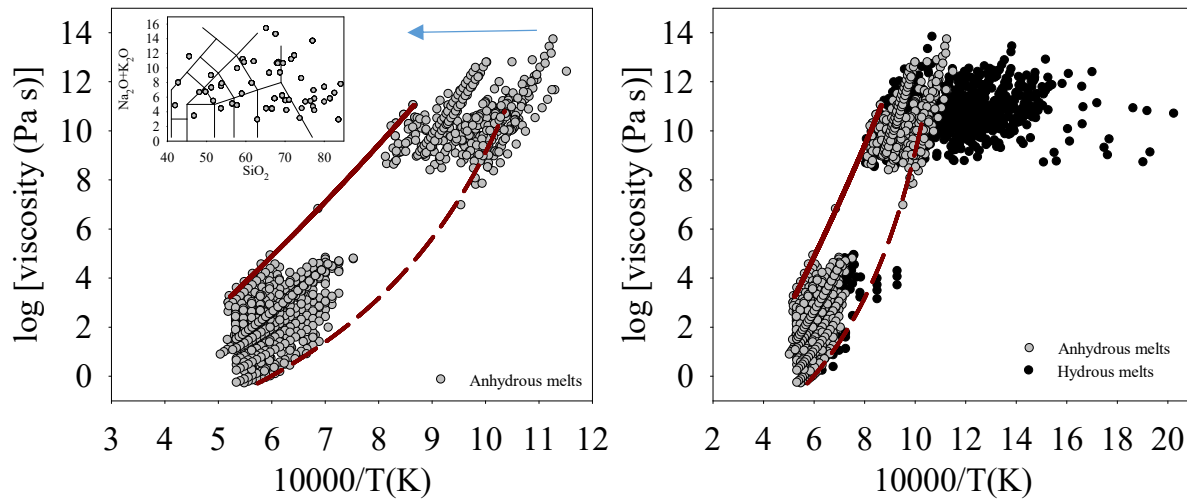 log [viscosity (Pa s)]
14
12
10
8
6
4
2
0
Na2O+K2O
16
14
12
10
8
6
4
2
0
40 50 60 70 80
SiO2
Anhydrous melts
3 4 5 6 7 8 9 10 11 12
10000/T(K)
log [viscosity (Pa s)]
14
12
10
8
6
4
2
0
Anhydrous melts
Hydrous melts
2 4 6 8 10 12 14 16 18 20
10000/T(K)